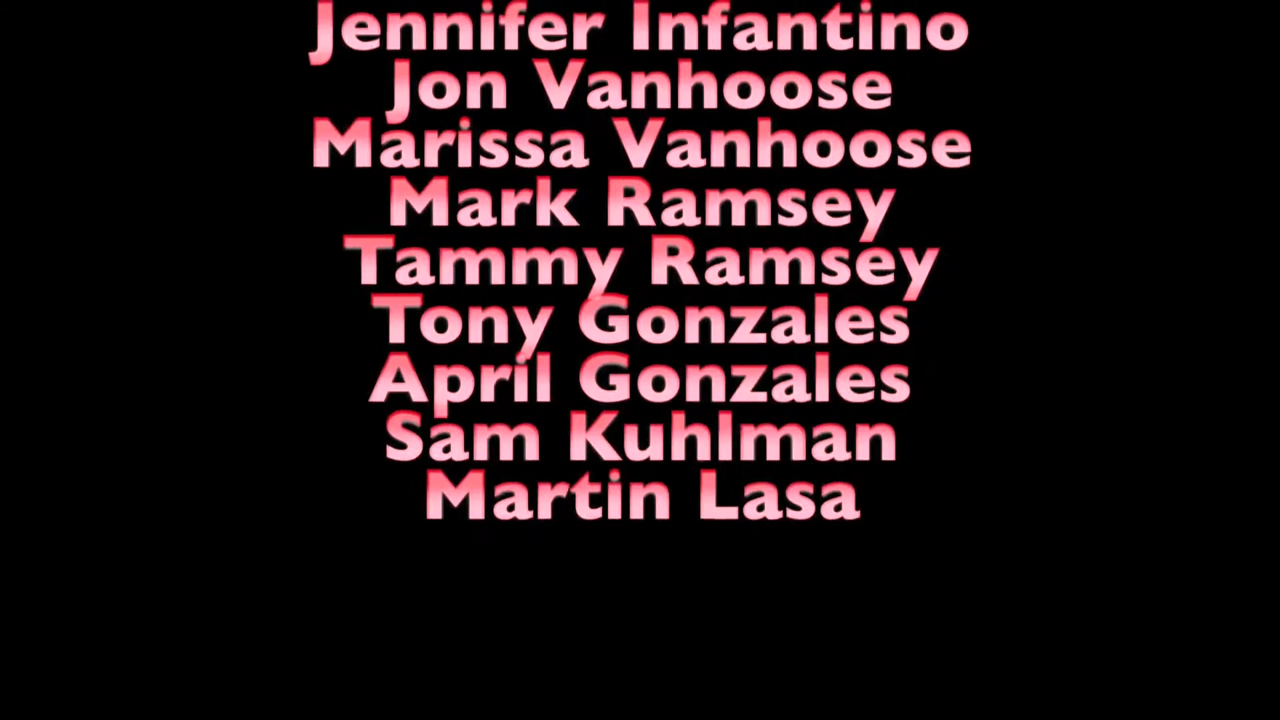 Jennifer Infantino
Jon Vanhoose
Marissa Vanhoose
Mark Ramsey
Tammy Ramsey
Tony Gonzales
April Gonzales
Sam Kuhlman
Martin Lasa